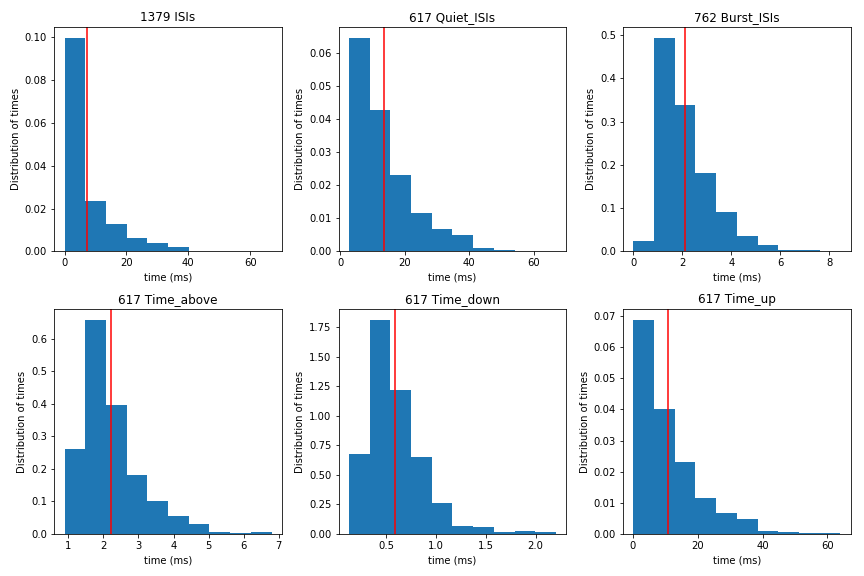 1379 ISIs
617 Quiet_ISIs
762 Burst_ISIs
Distribution of times
0.10
0.08
0.06
0.04
0.02
0.00
0 20 40 60
time (ms)
Distribution of times
0.06
0.05
0.04
0.03
0.02
0.01
0.00
0 20 40 60
time (ms)
Distribution of times
0.5
0.4
0.3
0.2
0.1
0.0
0 2 4 6 8
time (ms)
617 Time_above
617 Time_down
617 Time_up
Distribution of times
0.6
0.5
0.4
0.3
0.2
0.1
0.0
1 2 3 4 5 6 7
time (ms)
Distribution of times
1.75
1.50
1.25
1.00
0.75
0.50
0.25
0.00
0.5 1.0 1.5 2.0
time (ms)
Distribution of times
0.07
0.06
0.05
0.04
0.03
0.02
0.01
0.00
0 20 40 60
time (ms)